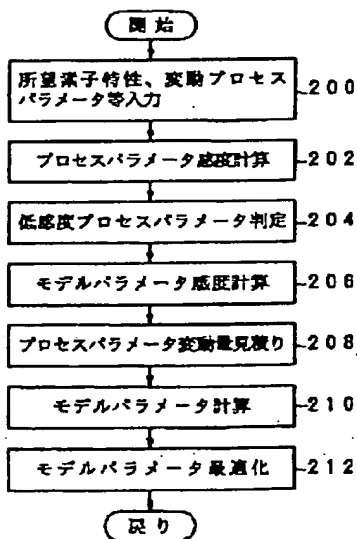 開始
所望素子特性、変動プロセス
パラメータ等入力
200
プロセスパラメータ感度計算
202
低感度プロセスパラメータ判定
204
モデルパラメータ感度計算
206
プロセスパラメータ変動量見積り
208
モデルパラメータ計算
210
モデルパラメータ最適化
212
戻り